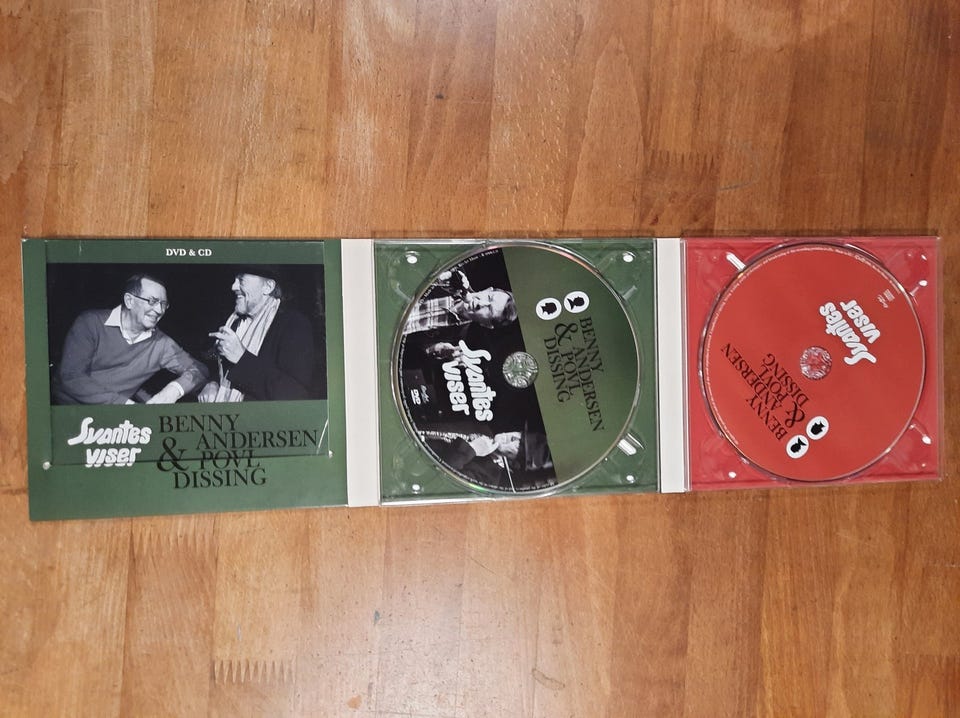 DVD & CD
Svantes
viser
BENNY
& ANDERSEN
POVL
DISSING
Svantes
viser
DVD
BENNY
& ANDERSEN
POVL
DISSING
Svantes
viser
BENNY
& ANDERSEN
POVL
DISSING